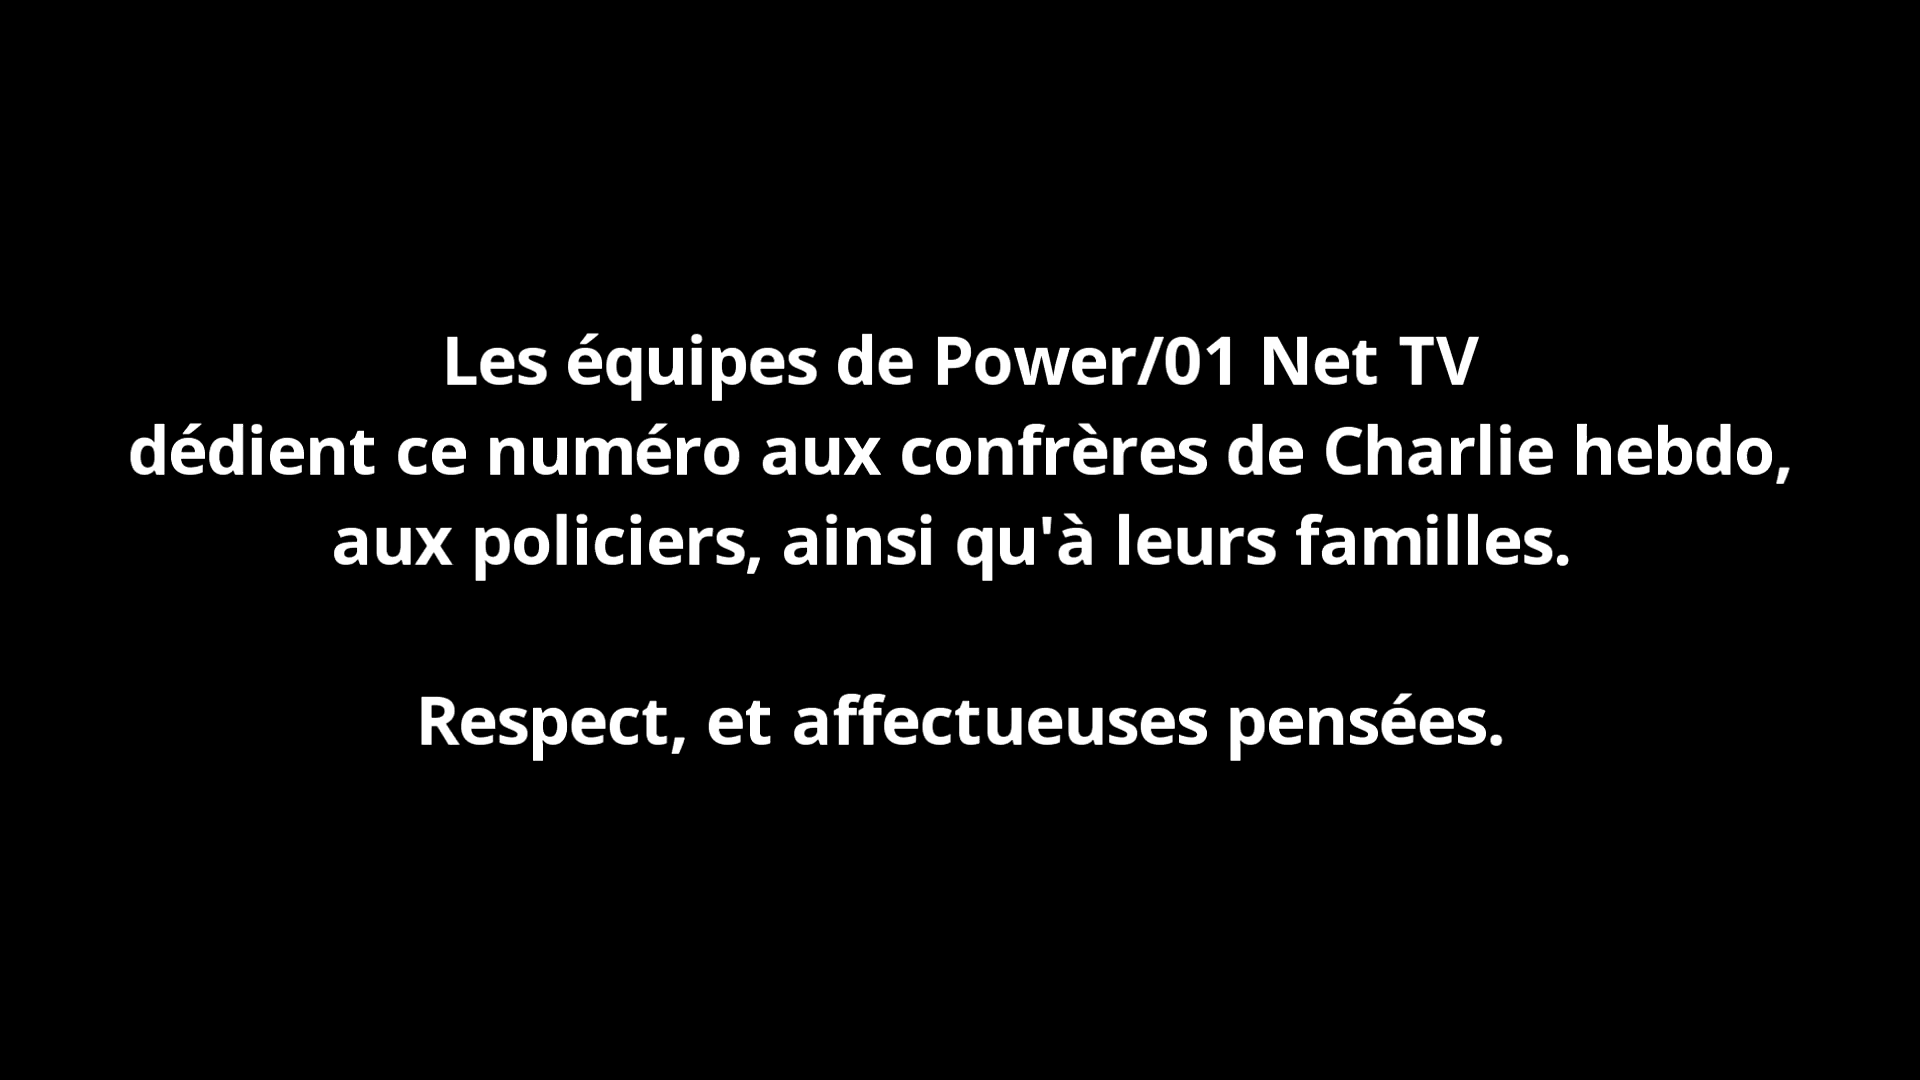 Les équipes de Power/01 Net TV
dédient ce numéro aux confrères de Charlie hebdo,
aux policiers, ainsi qu'à leurs familles.
Respect, et affectueuses pensées.